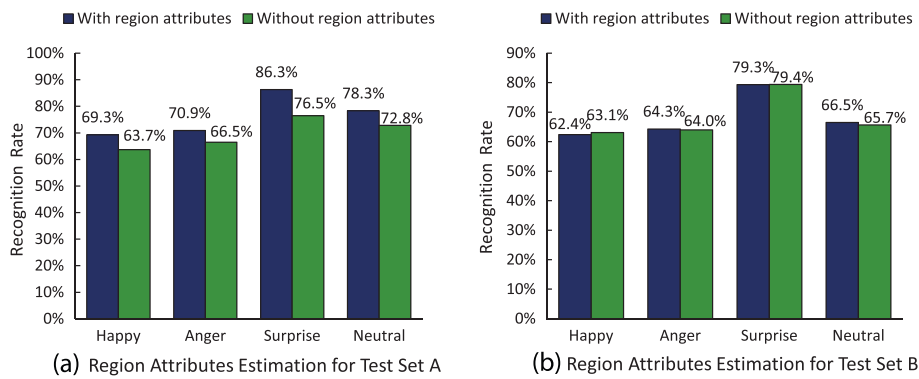 With region attributes Without region attributes
100%
90%
80%
70%
60%
50%
40%
30%
20%
10%
0%
Recognition Rate
69.3% 63.7% 70.9% 66.5% 86.3% 76.5% 78.3% 72.8%
Happy Anger Surprise Neutral
(a) Region Attributes Estimation for Test Set A
With region attributes Without region attributes
90%
80%
70%
60%
50%
40%
30%
20%
10%
0%
Recognition Rate
62.4% 63.1% 64.3% 64.0% 79.3% 79.4% 66.5% 65.7%
Happy Anger Surprise Neutral
(b) Region Attributes Estimation for Test Set B